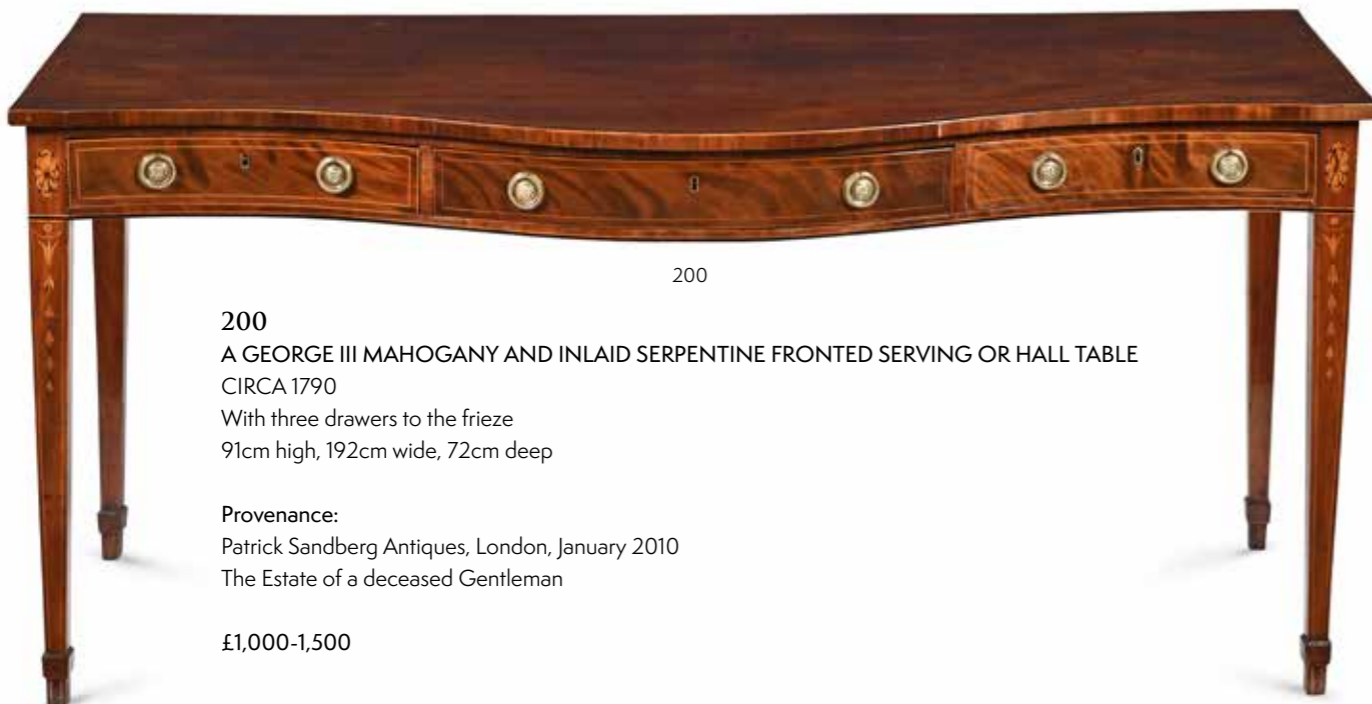 200
200
A GEORGE III MAHOGANY AND INLAID SERPENTINE FRONTED SERVING OR HALL TABLE
CIRCA 1790
With three drawers to the frieze
91cm high, 192cm wide, 72cm deep
Provenance:
Patrick Sandberg Antiques, London, January 2010
The Estate of a deceased Gentleman
£1,000-1,500